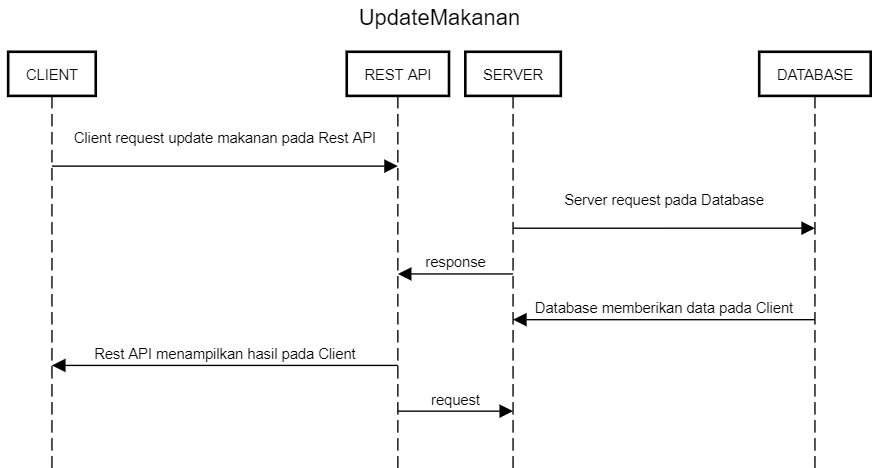 UpdateMakanan
CLIENT
REST API
SERVER
DATABASE
Client request update makanan pada Rest API
Server request pada Database
response
Database memberikan data pada Client
Rest API menampilkan hasil pada Client
request